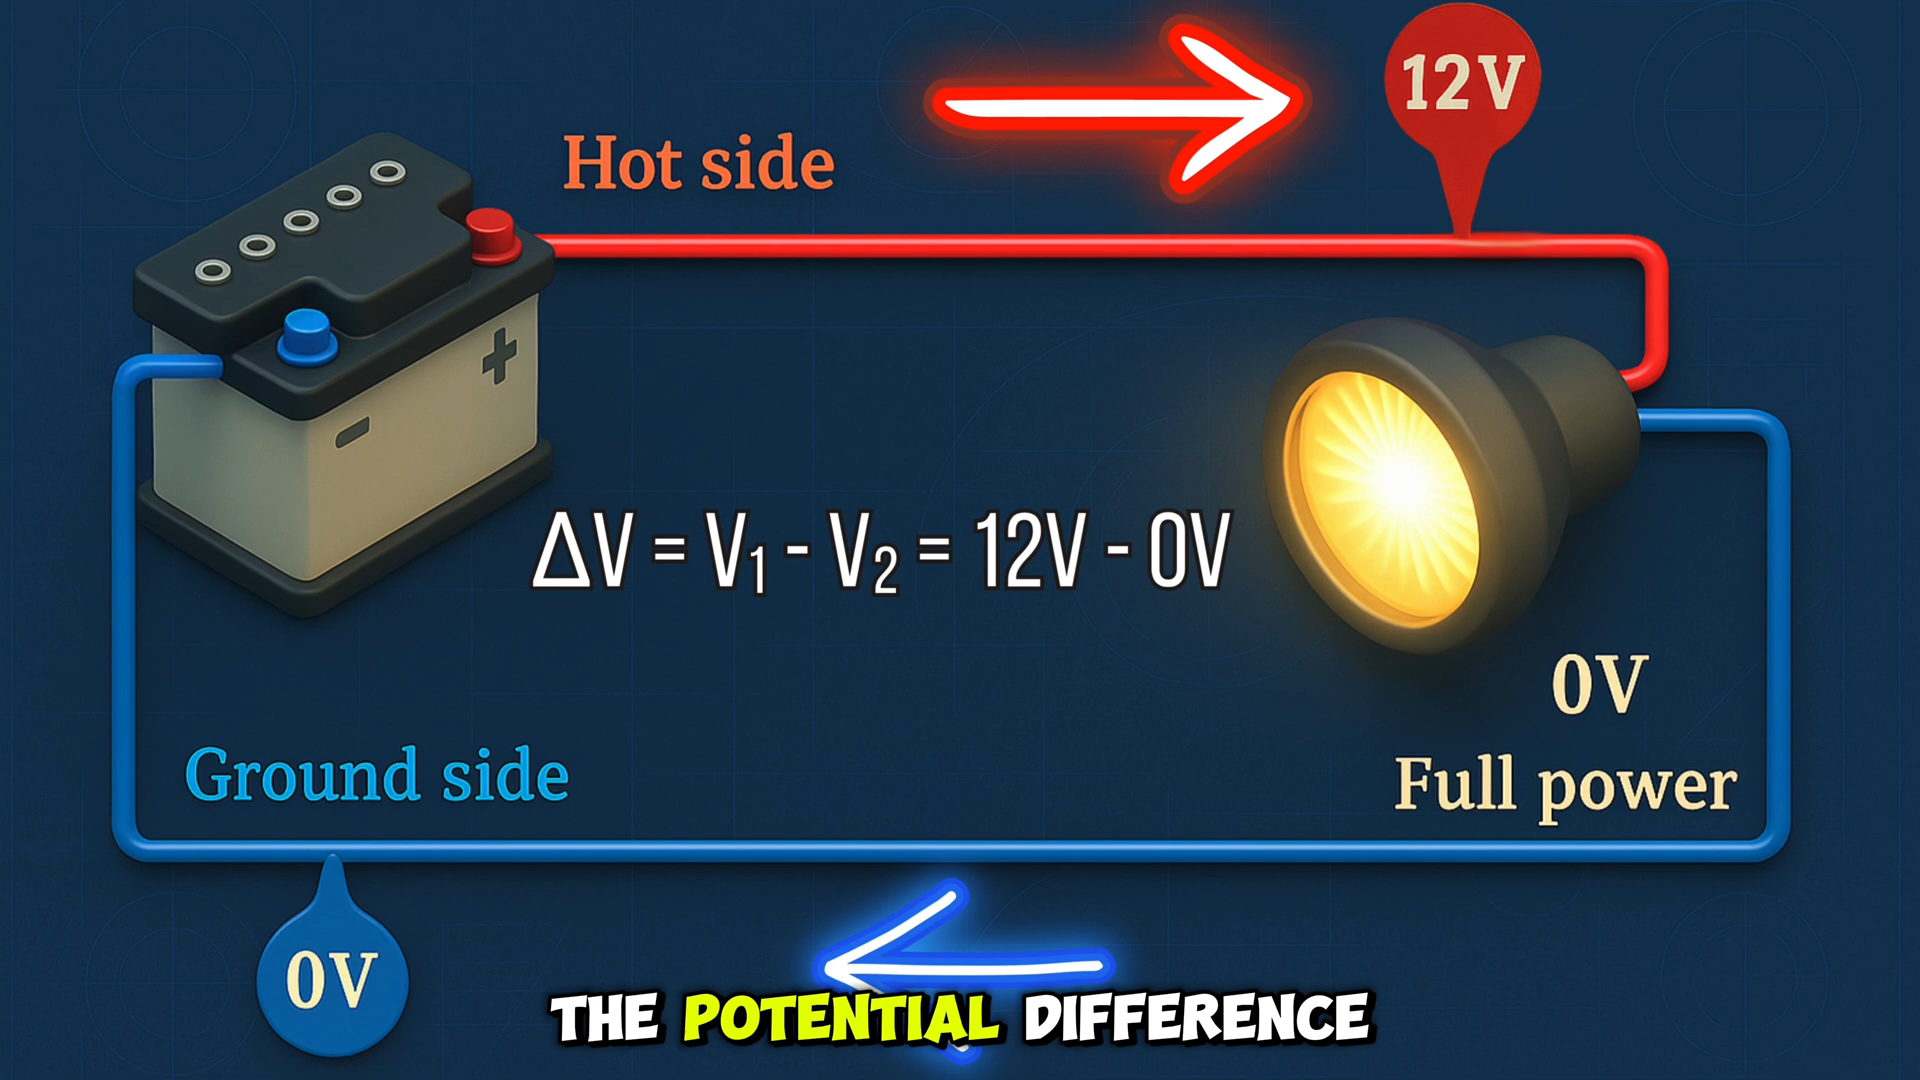 12V
Hot side
+
-
ΔV = V₁ - V₂ = 12V - 0V
0V
Full power
Ground side
0V
THE POTENTIAL DIFFERENCE